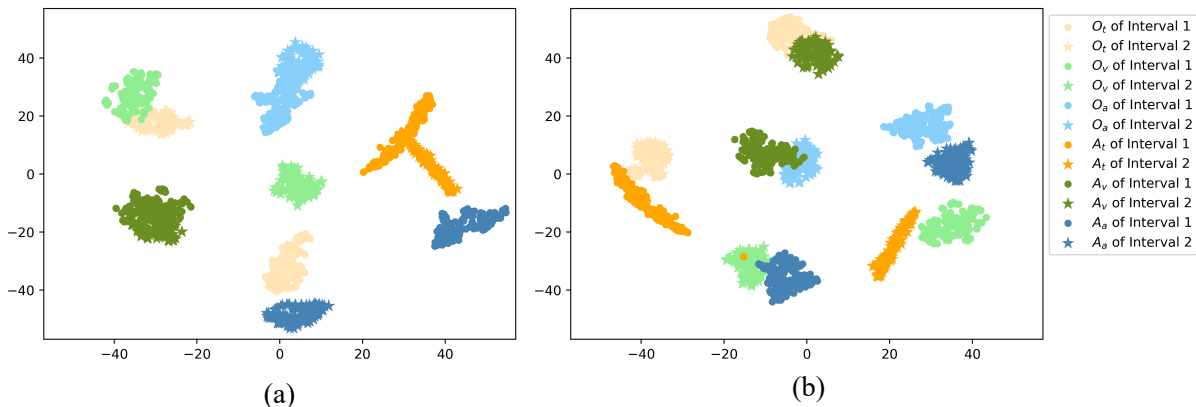 40
20
0
−20
−40
−40
−20
0
20
40
(a)
40
20
0
−20
−40
−40
−20
0
20
40
(b)
O_t of Interval 1
O_t of Interval 2
O_v of Interval 1
O_v of Interval 2
O_a of Interval 1
O_a of Interval 2
A_t of Interval 1
A_t of Interval 2
A_v of Interval 1
A_v of Interval 2
A_a of Interval 1
A_a of Interval 2